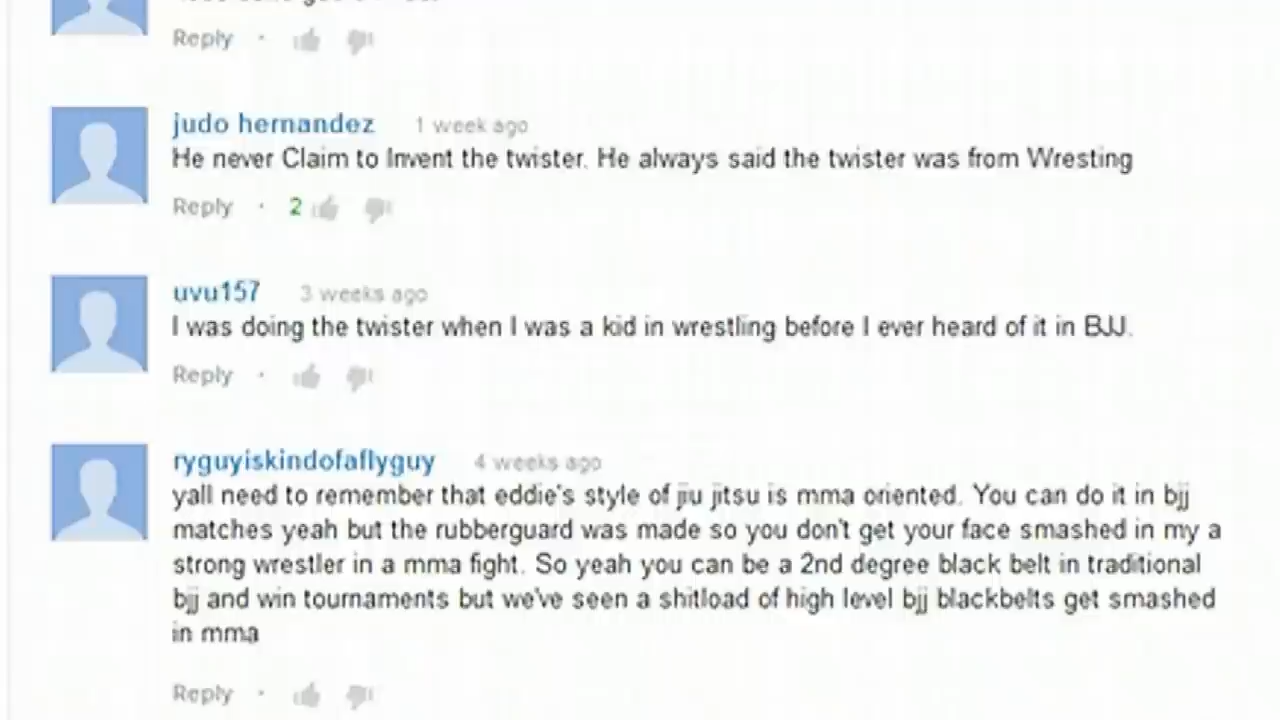 Reply ·
judo hernandez 1 week ago
He never Claim to Invent the twister. He always said the twister was from Wresting
Reply · 2
uvu157 3 weeks ago
I was doing the twister when I was a kid in wrestling before I ever heard of it in BJJ.
Reply ·
ryguyiskindofaflyguy 4 weeks ago
yall need to remember that eddie's style of jiu jitsu is mma oriented. You can do it in bjj
matches yeah but the rubberguard was made so you don't get your face smashed in my a
strong wrestler in a mma fight. So yeah you can be a 2nd degree black belt in traditional
bjj and win tournaments but we've seen a shitload of high level bjj blackbelts get smashed
in mma
Reply ·